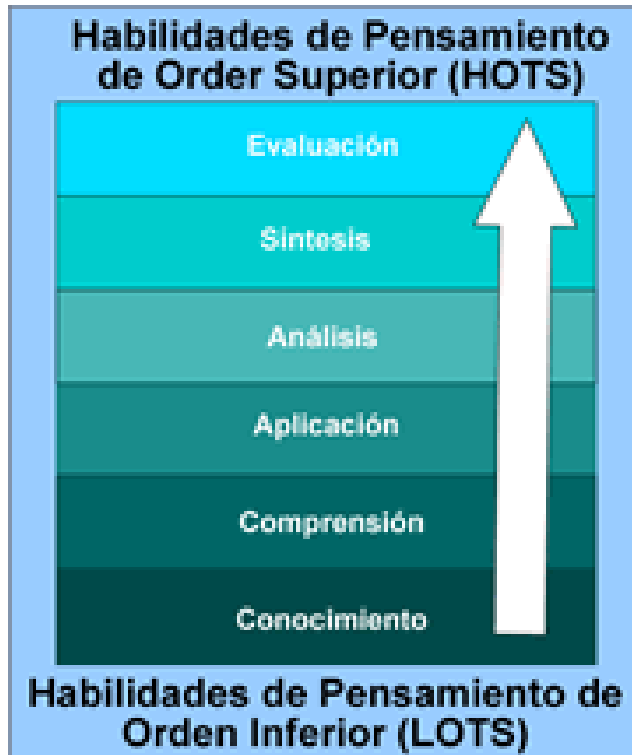 Habilidades de Pensamiento
de Order Superior (HOTS)
Evaluación
Síntesis
Análisis
Aplicación
Comprensión
Conocimiento
Habilidades de Pensamiento de
Orden Inferior (LOTS)